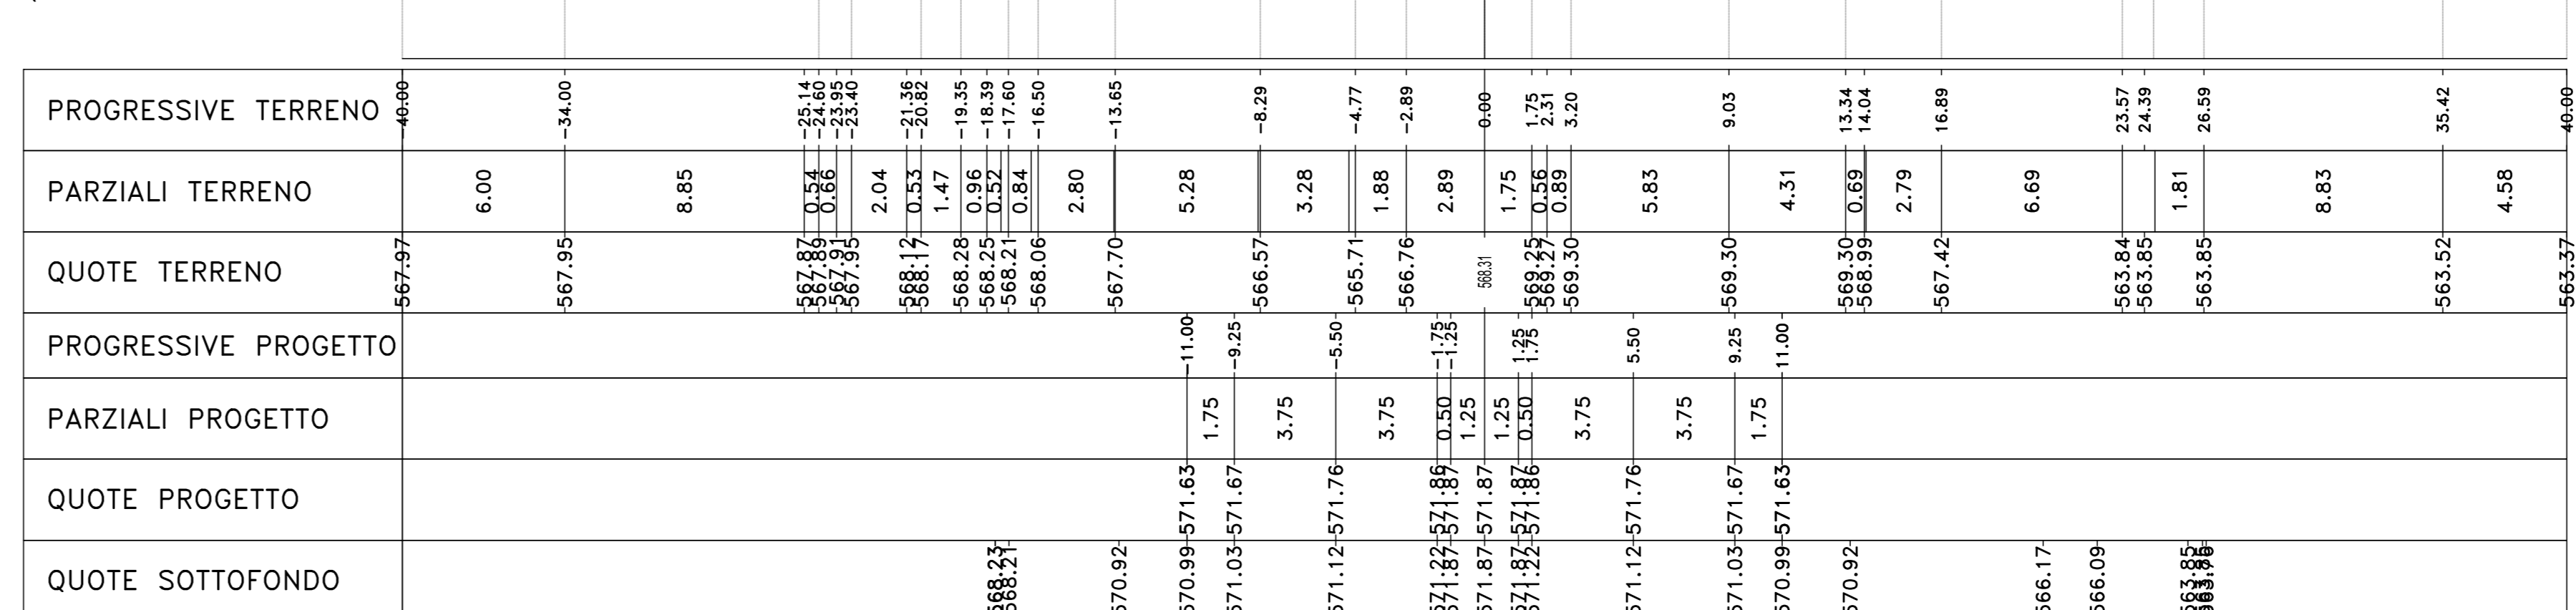 PROGRESSIVE TERRENO -40.00 -34.00 -25.14 -24.60 -23.95 -23.40 -21.36 -20.82 -19.35 -18.39 -17.60 -16.50 -13.65 -8.29 -4.77 -2.89 0.00 1.75 2.31 3.20 9.03 13.34 14.04 16.89 23.57 24.39 26.59 35.42 40.00
PARZIALI TERRENO 6.00 8.85 0.54 0.66 2.04 0.53 1.47 0.96 0.52 0.84 2.80 5.28 3.28 1.88 2.89 1.75 0.56 0.89 5.83 4.31 0.69 2.79 6.69 1.81 8.83 4.58
QUOTE TERRENO 567.97 567.95 567.87 567.89 567.91 567.95 568.12 568.17 568.28 568.25 568.21 568.06 567.70 566.57 565.71 566.76 568.31 569.25 569.27 569.30 569.30 569.30 568.99 567.42 563.84 563.85 563.85 563.52 563.37
PROGRESSIVE PROGETTO -11.00 -9.25 -5.50 -1.75 -1.25 1.25 1.75 5.50 9.25 11.00
PARZIALI PROGETTO 1.75 3.75 3.75 0.50 1.25 1.25 0.50 3.75 3.75 1.75
QUOTE PROGETTO 571.63 571.67 571.76 571.86 571.87 571.87 571.87 571.86 571.76 571.67 571.63
QUOTE SOTTOFONDO 568.23 568.21 570.92 570.99 571.03 571.12 571.22 571.87 571.87 571.87 571.22 571.12 571.03 570.99 570.92 566.17 566.09 563.85